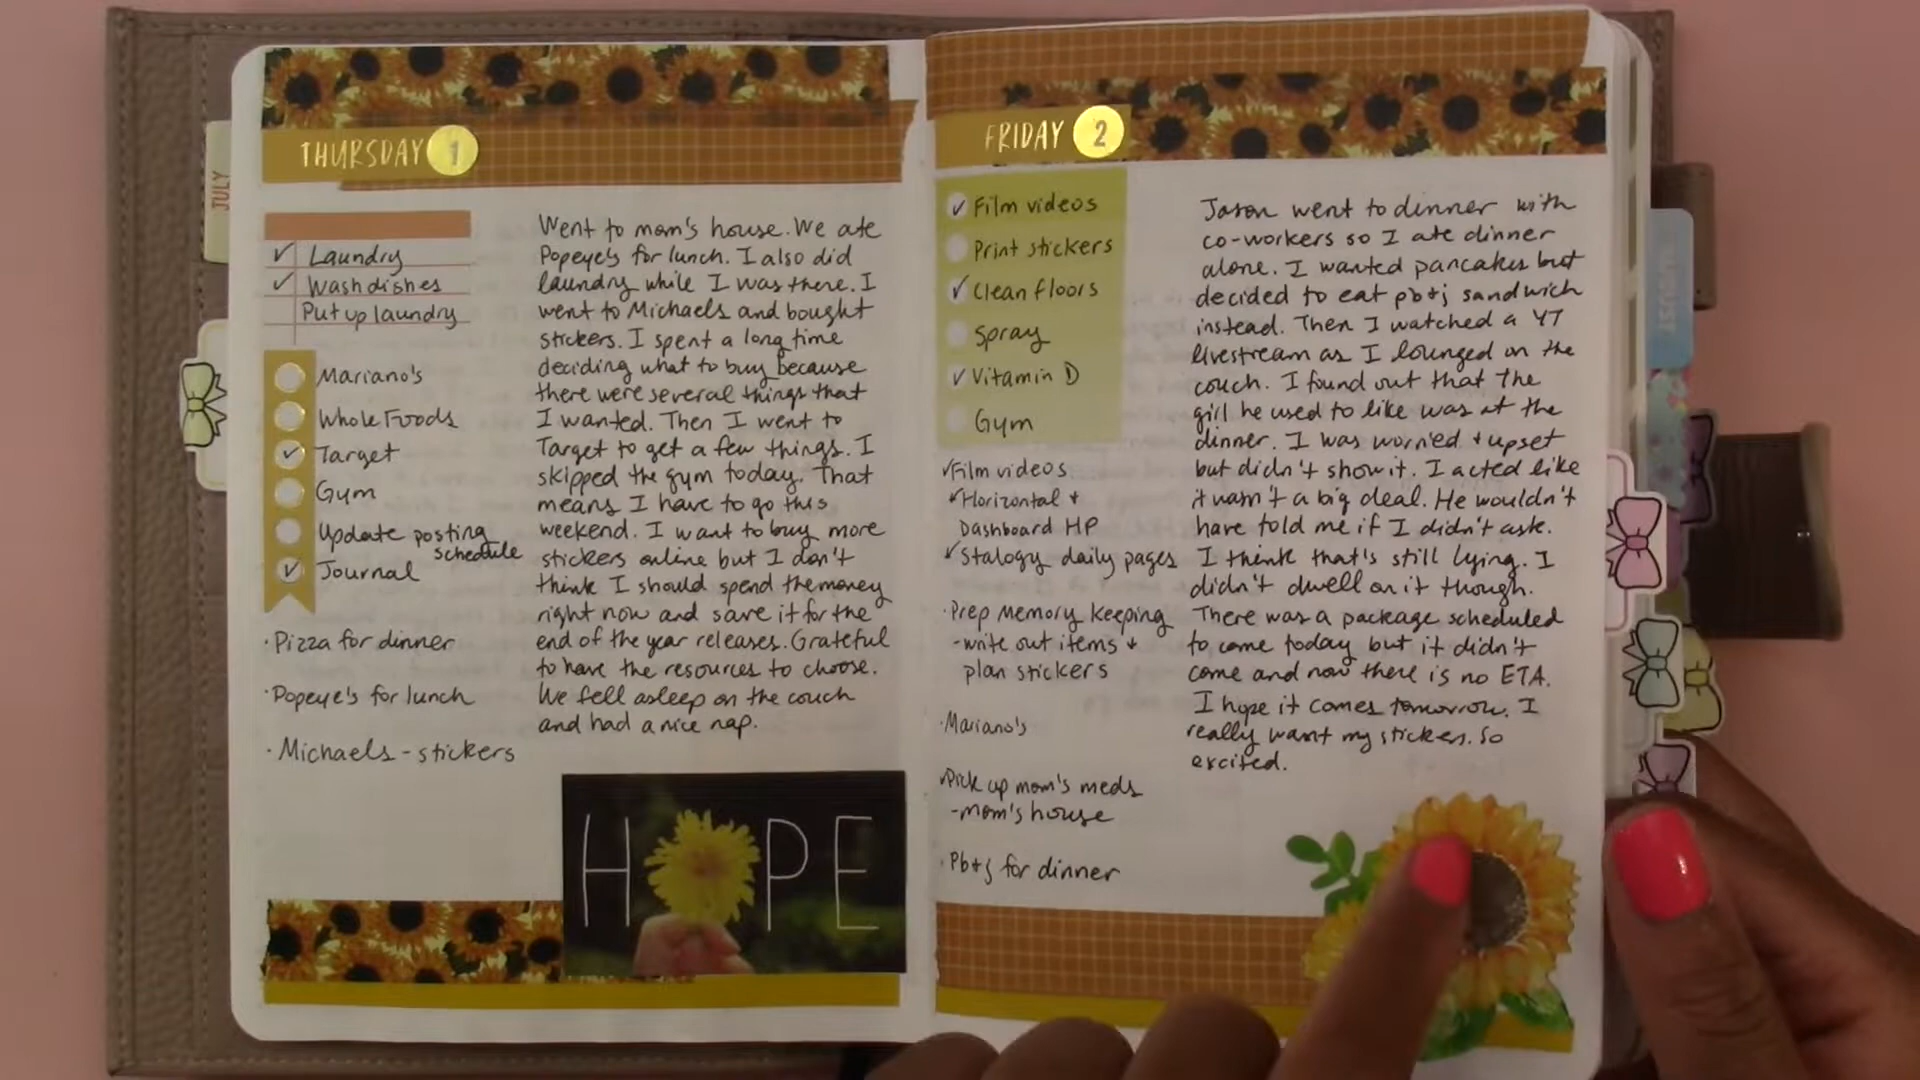 JULY
THURSDAY 1
✓ Laundry
✓ Wash dishes
Put up laundry
Mariano's
Whole Foods
✓ Target
Gym
Update posting
schedule
✓ Journal
· Pizza for dinner
· Popeye's for lunch
· Michaels - stickers
Went to mom's house. We ate
Popeye's for lunch. I also did
laundry while I was there. I
went to Michaels and bought
stickers. I spent a long time
deciding what to buy because
there were several things that
I wanted. Then I went to
Target to get a few things. I
skipped the gym today. That
means I have to go this
weekend. I want to buy more
stickers online but I don't
think I should spend the money
right now and save it for the
end of the year releases. Grateful
to have the resources to choose.
We fell asleep on the couch
and had a nice nap.
HOPE
FRIDAY 2
✓ Film videos
Print stickers
✓ Clean floors
Spray
✓ Vitamin D
Gym
✓ Film videos
✓ Horizontal +
Dashboard HP
✓ Stalogy daily pages
· Prep Memory Keeping
- write out items +
plan stickers
· Mariano's
✓ Pick up mom's meds
- mom's house
· Pb+j for dinner
Jason went to dinner with
co-workers so I ate dinner
alone. I wanted pancakes but
decided to eat pb+j sandwich
instead. Then I watched a YT
livestream as I lounged on the
couch. I found out that the
girl he used to like was at the
dinner. I was worried + upset
but didn't show it. I acted like
it wasn't a big deal. He wouldn't
have told me if I didn't ask.
I think that's still lying. I
didn't dwell on it though.
There was a package scheduled
to come today but it didn't
come and now there is no ETA.
I hope it comes tomorrow. I
really want my stickers. So
excited.
AUGUST